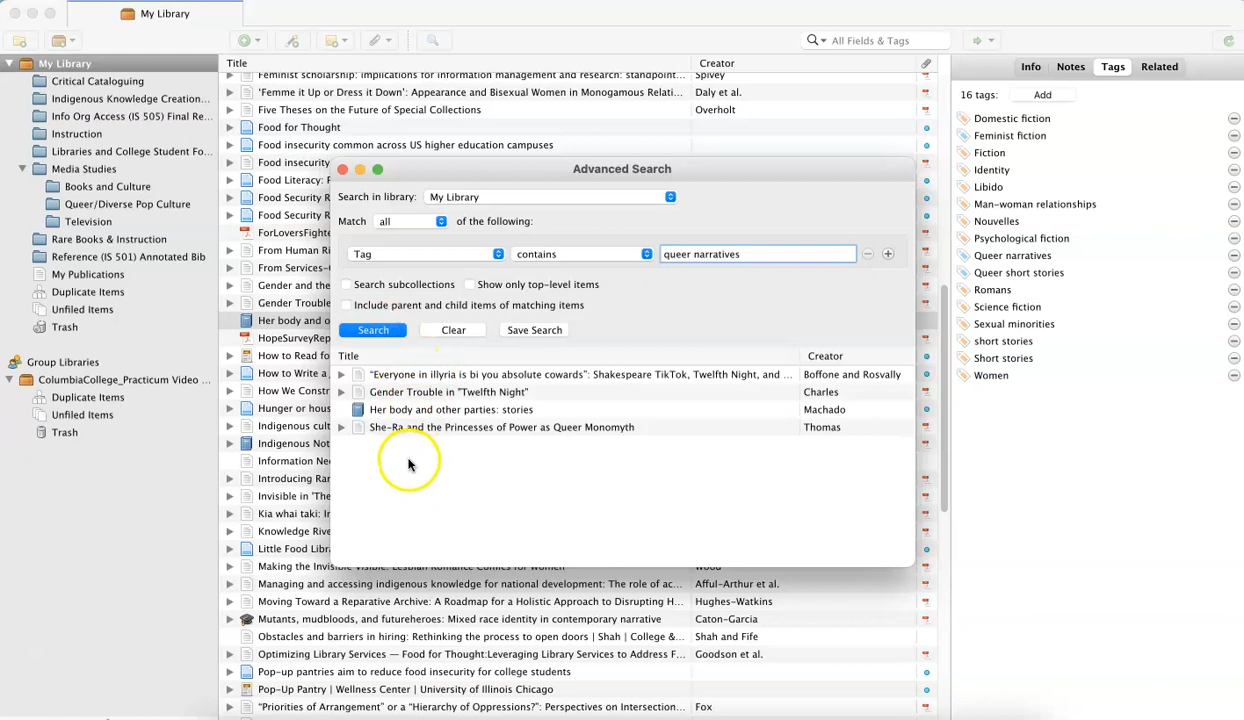 My Library
All Fields & Tags
My Library
Critical Cataloguing
Indigenous Knowledge Creation...
Info Org Access (IS 505) Final Re...
Instruction
Libraries and College Student Fo...
Media Studies
Books and Culture
Queer/Diverse Pop Culture
Television
Rare Books & Instruction
Reference (IS 501) Annotated Bib
My Publications
Duplicate Items
Unfiled Items
Trash
Group Libraries
ColumbiaCollege_Practicum Video ...
Duplicate Items
Unfiled Items
Trash
Title Creator
Feminist scholarship: implications for information management and research: standpoint... Spivey
'Femme it Up or Dress it Down': Appearance and Bisexual Women in Monogamous Relati... Daly et al.
Five Theses on the Future of Special Collections Overholt
Food for Thought
Food insecurity common across US higher education campuses
Food insecurity
Food Literacy:
Food Security R
Food Security R
ForLoversFighte
From Human Ri
From Services-
Gender and the
Gender Trouble
Her body and o
HopeSurveyRep
How to Read fo
How to Write a
How We Constr
Hunger or hous
Indigenous cult
Indigenous Not
Information Nee
Introducing Rar
Invisible in "The
Kia whai taki: In
Knowledge Rive
Little Food Libra
Making the Invisible Visible: Lesbian Romance Comics for Women Wood
Managing and accessing indigenous knowledge for national development: The role of ac... Afful-Arthur et al.
Moving Toward a Reparative Archive: A Roadmap for a Holistic Approach to Disrupting H... Hughes-Watkins
Mutants, mudbloods, and futureheroes: Mixed race identity in contemporary narrative Caton-Garcia
Obstacles and barriers in hiring: Rethinking the process to open doors | Shah | College &... Shah and Fife
Optimizing Library Services — Food for Thought:Leveraging Library Services to Address F... Goodson et al.
Pop-up pantries aim to reduce food insecurity for college students
Pop-Up Pantry | Wellness Center | University of Illinois Chicago
"Priorities of Arrangement" or a "Hierarchy of Oppressions?": Perspectives on Intersection... Fox
Advanced Search
Search in library: My Library
Match all of the following:
Tag contains queer narratives
Search subcollections Show only top-level items
Include parent and child items of matching items
Search Clear Save Search
Title Creator
"Everyone in illyria is bi you absolute cowards": Shakespeare TikTok, Twelfth Night, and ... Boffone and Rosvally
Gender Trouble in "Twelfth Night" Charles
Her body and other parties: stories Machado
She-Ra and the Princesses of Power as Queer Monomyth Thomas
Info Notes Tags Related
16 tags: Add
Domestic fiction
Feminist fiction
Fiction
Identity
Libido
Man-woman relationships
Nouvelles
Psychological fiction
Queer narratives
Queer short stories
Romans
Science fiction
Sexual minorities
short stories
Short stories
Women